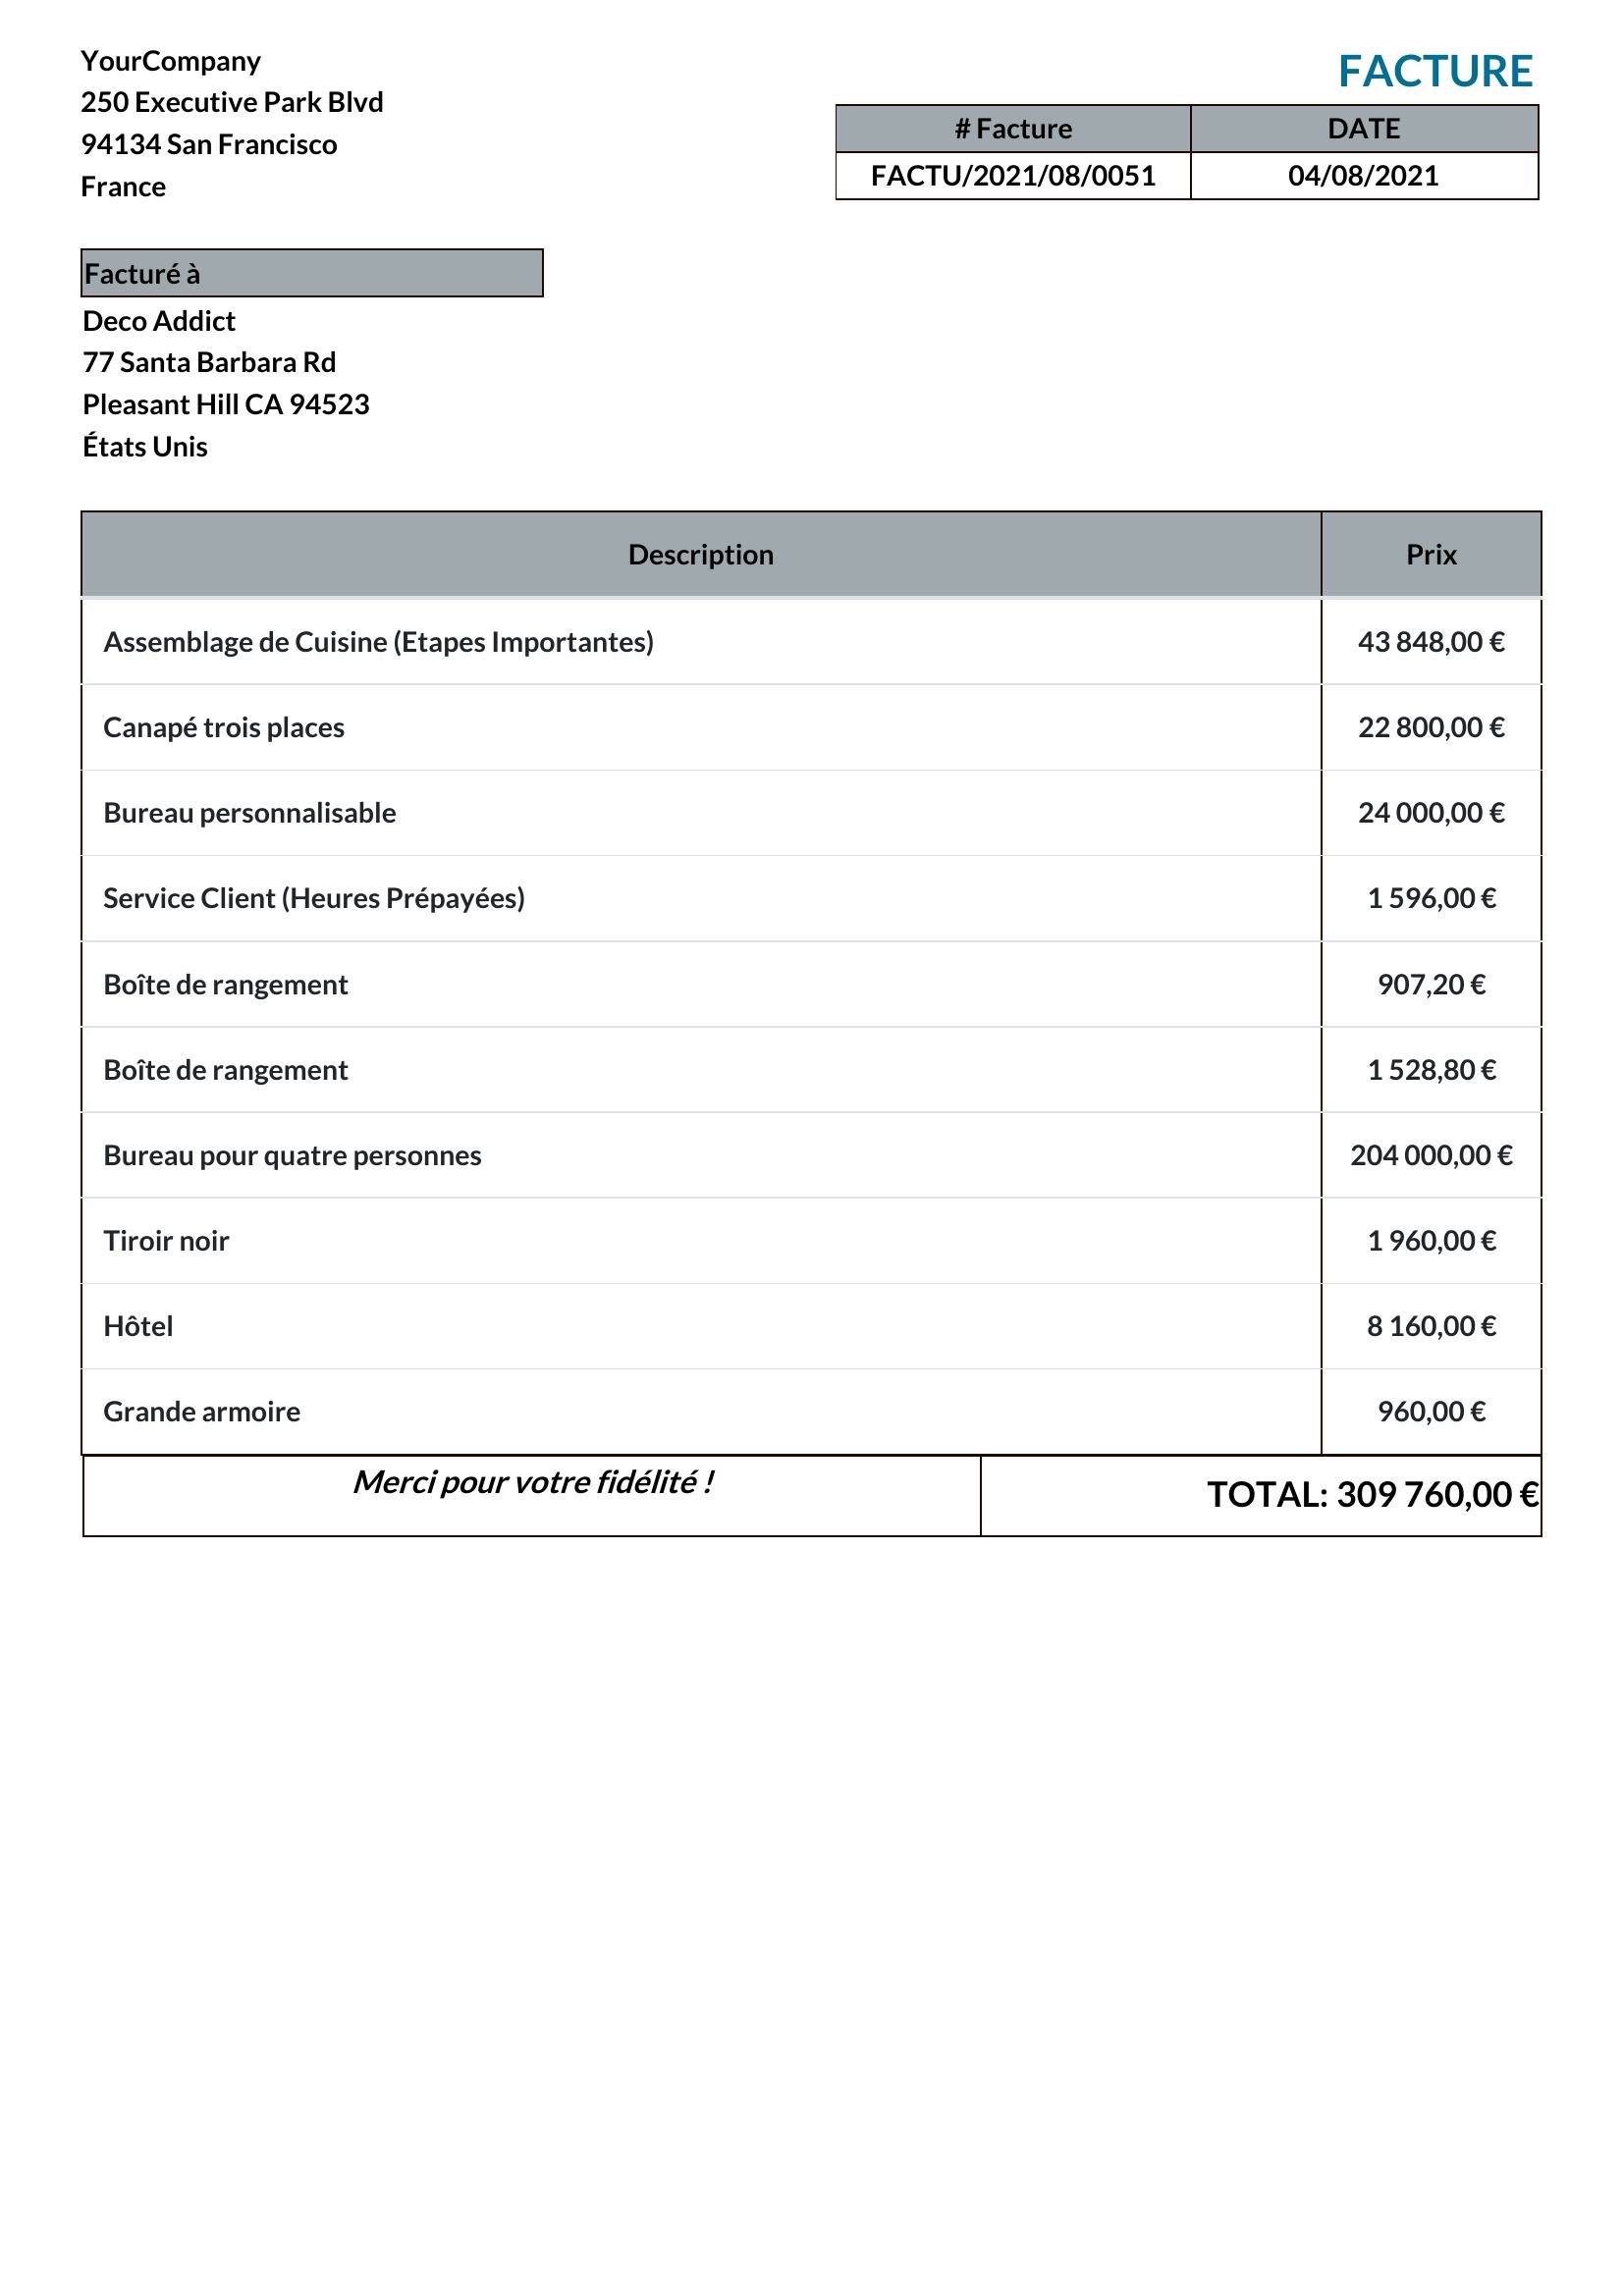 YourCompany
250 Executive Park Blvd
94134 San Francisco
France
FACTURE
# Facture DATE
FACTU/2021/08/0051 04/08/2021
Facturé à
Deco Addict
77 Santa Barbara Rd
Pleasant Hill CA 94523
États Unis
Description Prix
Assemblage de Cuisine (Etapes Importantes) 43 848,00 €
Canapé trois places 22 800,00 €
Bureau personnalisable 24 000,00 €
Service Client (Heures Prépayées) 1 596,00 €
Boîte de rangement 907,20 €
Boîte de rangement 1 528,80 €
Bureau pour quatre personnes 204 000,00 €
Tiroir noir 1 960,00 €
Hôtel 8 160,00 €
Grande armoire 960,00 €
Merci pour votre fidélité ! TOTAL: 309 760,00 €